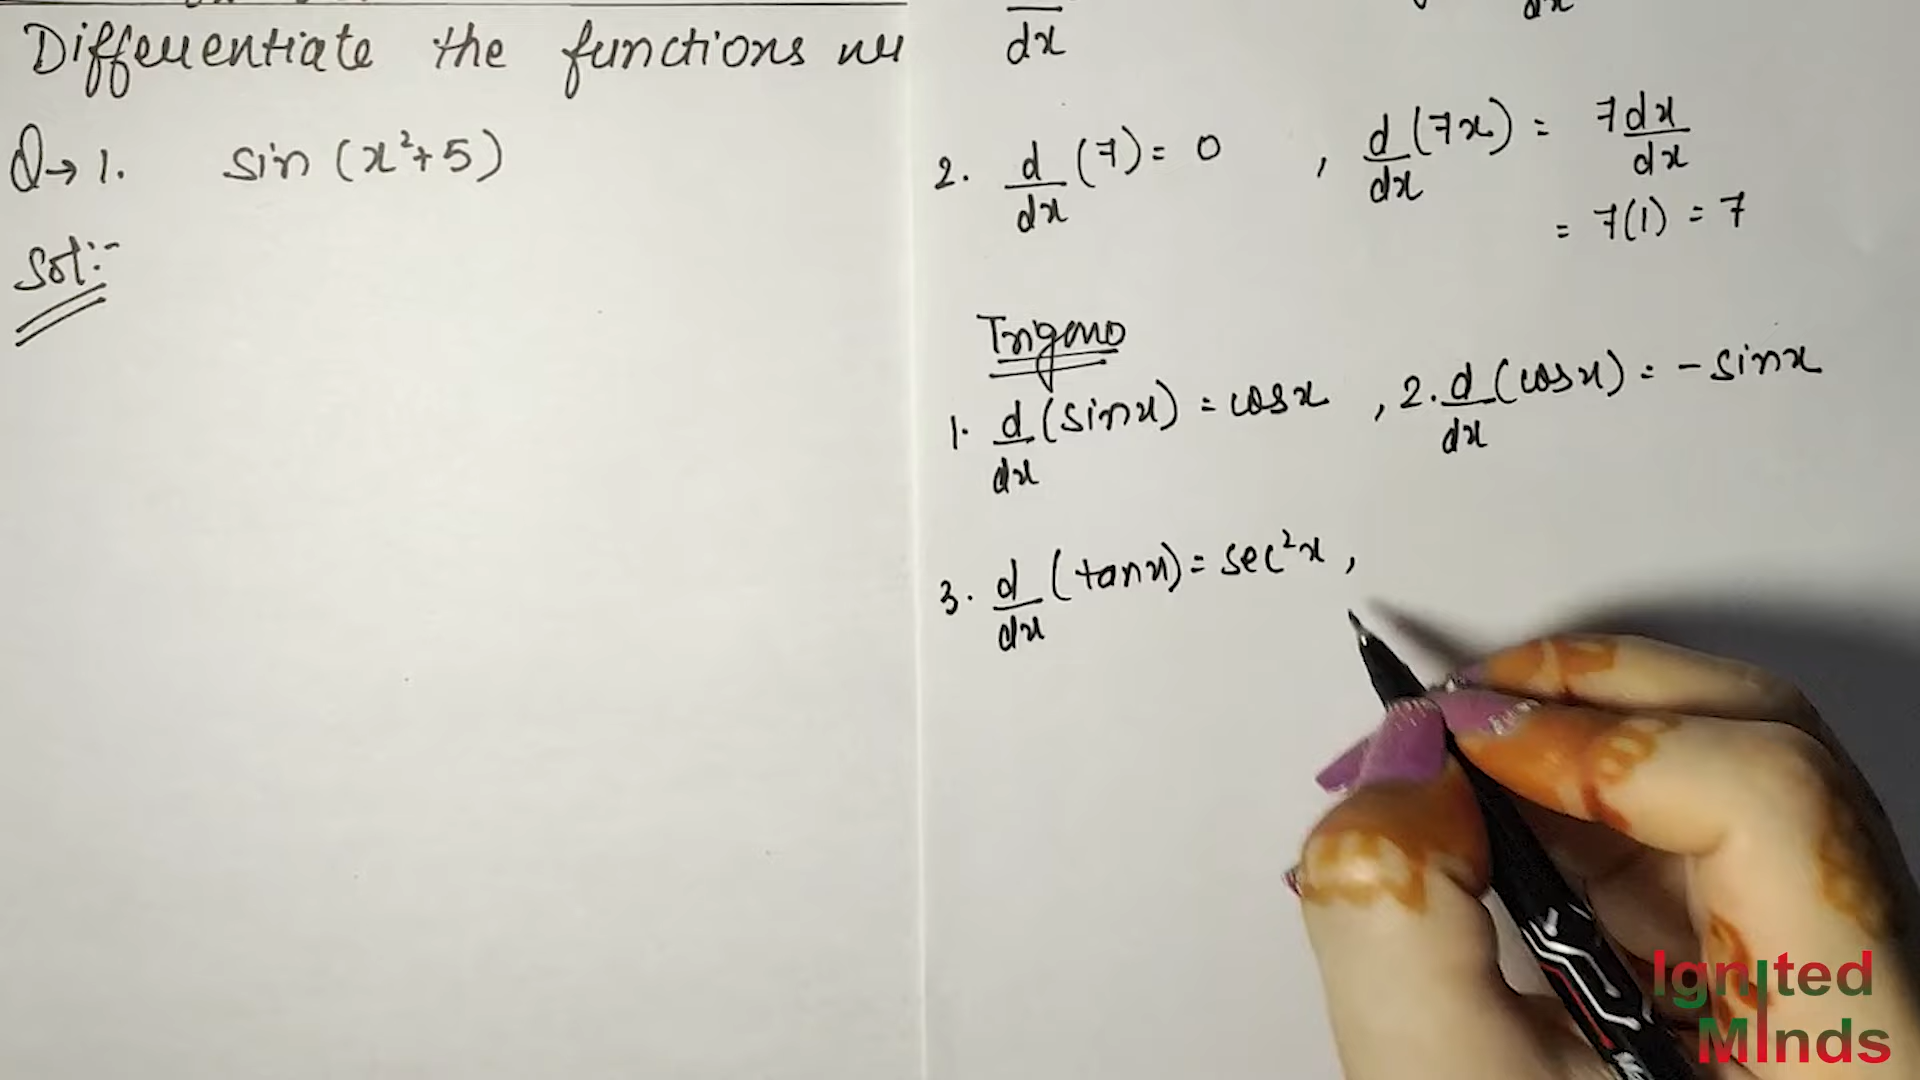 Differentiate the functions
Q→ 1. sin (x²+5)
Sol:-
dx
dx
2. d/dx (7) = 0 , d/dx (7x) = 7 dx/dx
= 7(1) = 7
Trigono
1. d/dx (sinx) = cosx , 2. d/dx (cosx) = - sinx
3. d/dx (tanx) = sec²x ,
Ignited
Minds